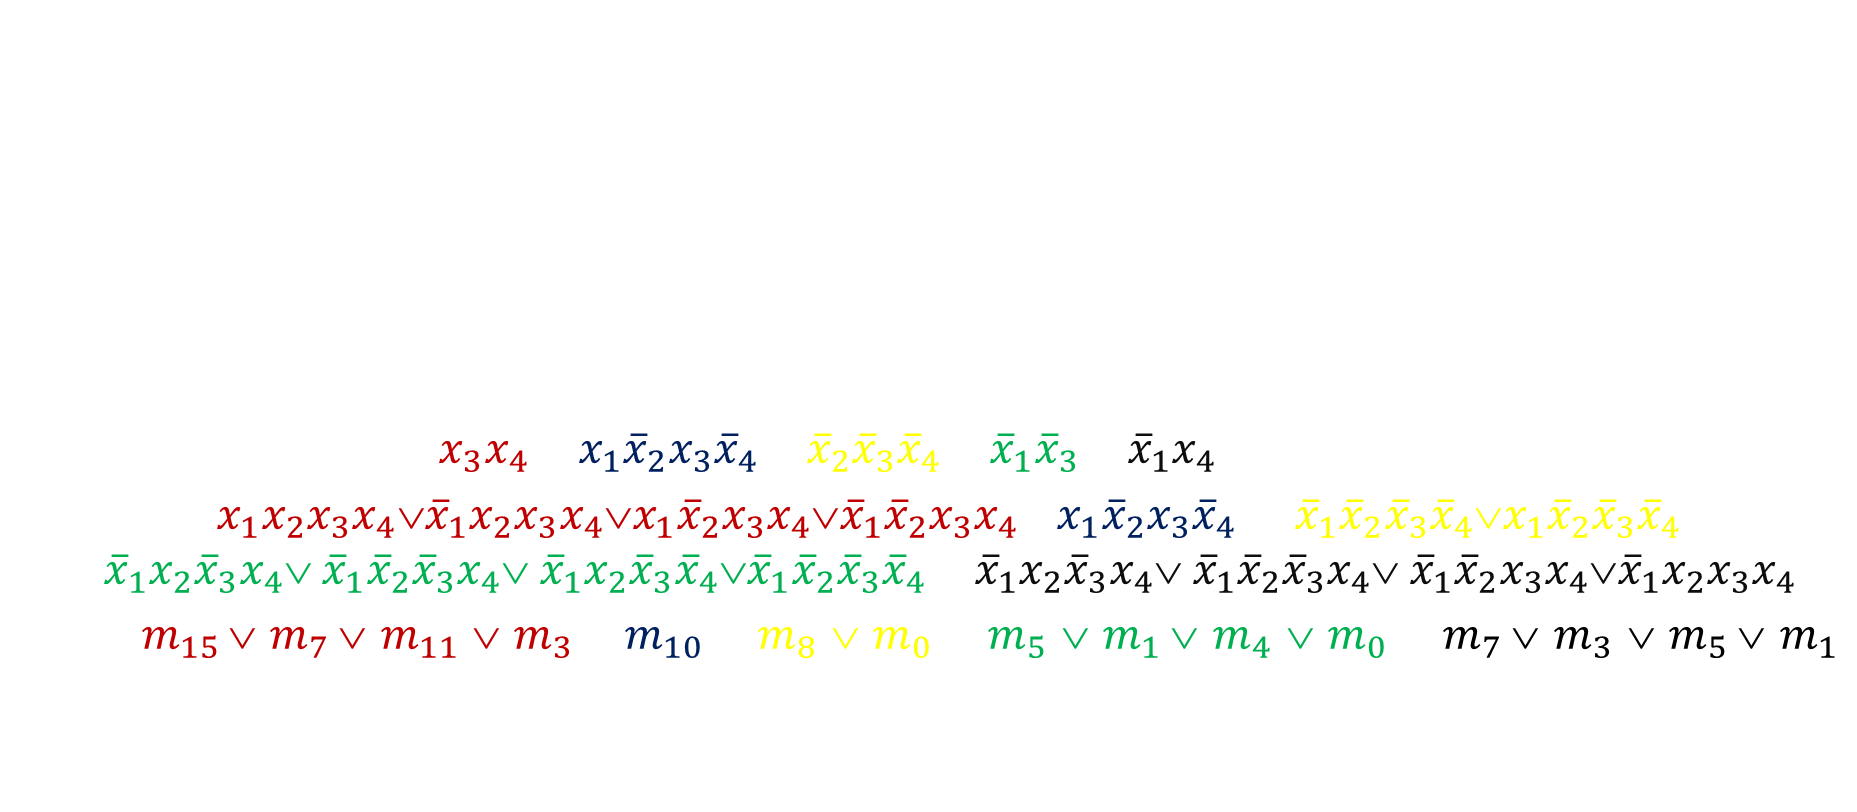 x₃x₄ x₁x̄₂x₃x̄₄ x̄₂x̄₃x̄₄ x̄₁x̄₃ x̄₁x₄
x₁x₂x₃x₄∨x̄₁x₂x₃x₄∨x₁x̄₂x₃x₄∨x̄₁x̄₂x₃x₄ x₁x̄₂x₃x̄₄ x̄₁x̄₂x̄₃x̄₄∨x₁x̄₂x̄₃x̄₄
x̄₁x₂x̄₃x₄∨ x̄₁x̄₂x̄₃x₄∨ x̄₁x₂x̄₃x̄₄∨x̄₁x̄₂x̄₃x̄₄ x̄₁x₂x̄₃x₄∨ x̄₁x̄₂x̄₃x₄∨ x̄₁x̄₂x₃x₄∨x̄₁x₂x₃x₄
m₁₅ ∨ m₇ ∨ m₁₁ ∨ m₃ m₁₀ m₈ ∨ m₀ m₅ ∨ m₁ ∨ m₄ ∨ m₀ m₇ ∨ m₃ ∨ m₅ ∨ m₁